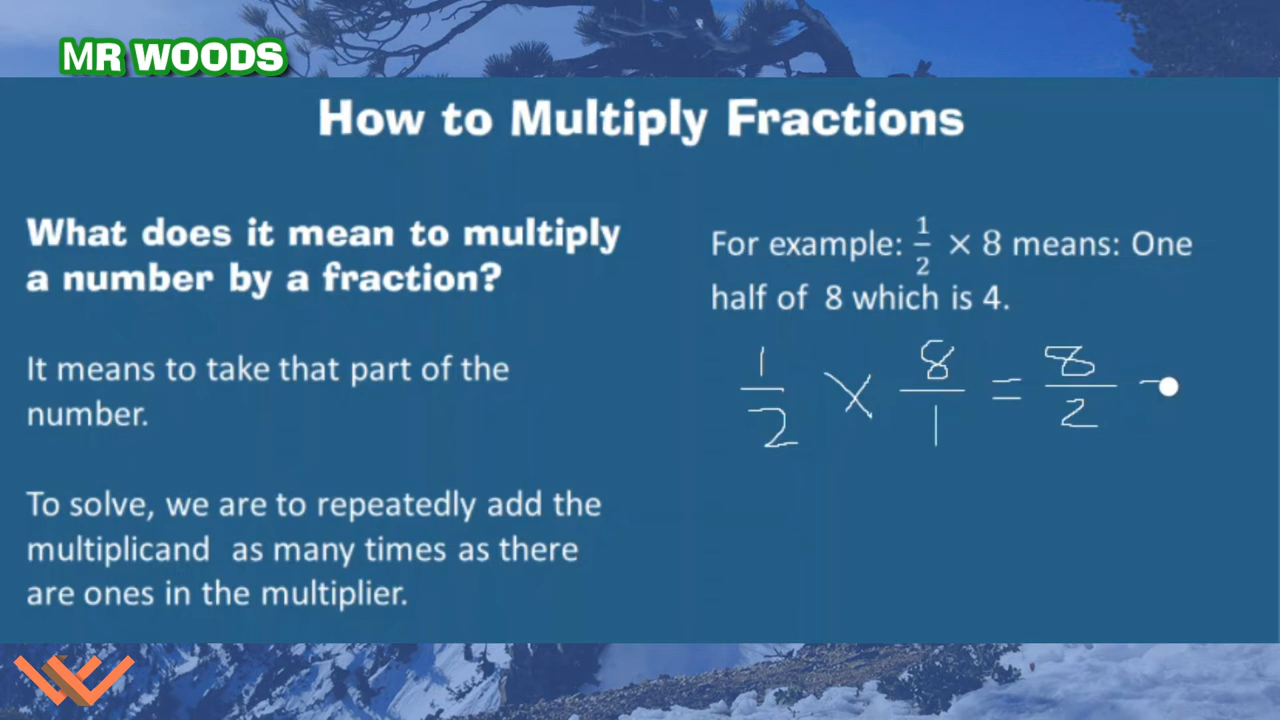 MR WOODS
How to Multiply Fractions
What does it mean to multiply
a number by a fraction?
It means to take that part of the
number.
To solve, we are to repeatedly add the
multiplicand as many times as there
are ones in the multiplier.
For example: 1/2 × 8 means: One
half of 8 which is 4.
1/2 × 8/1 = 8/2